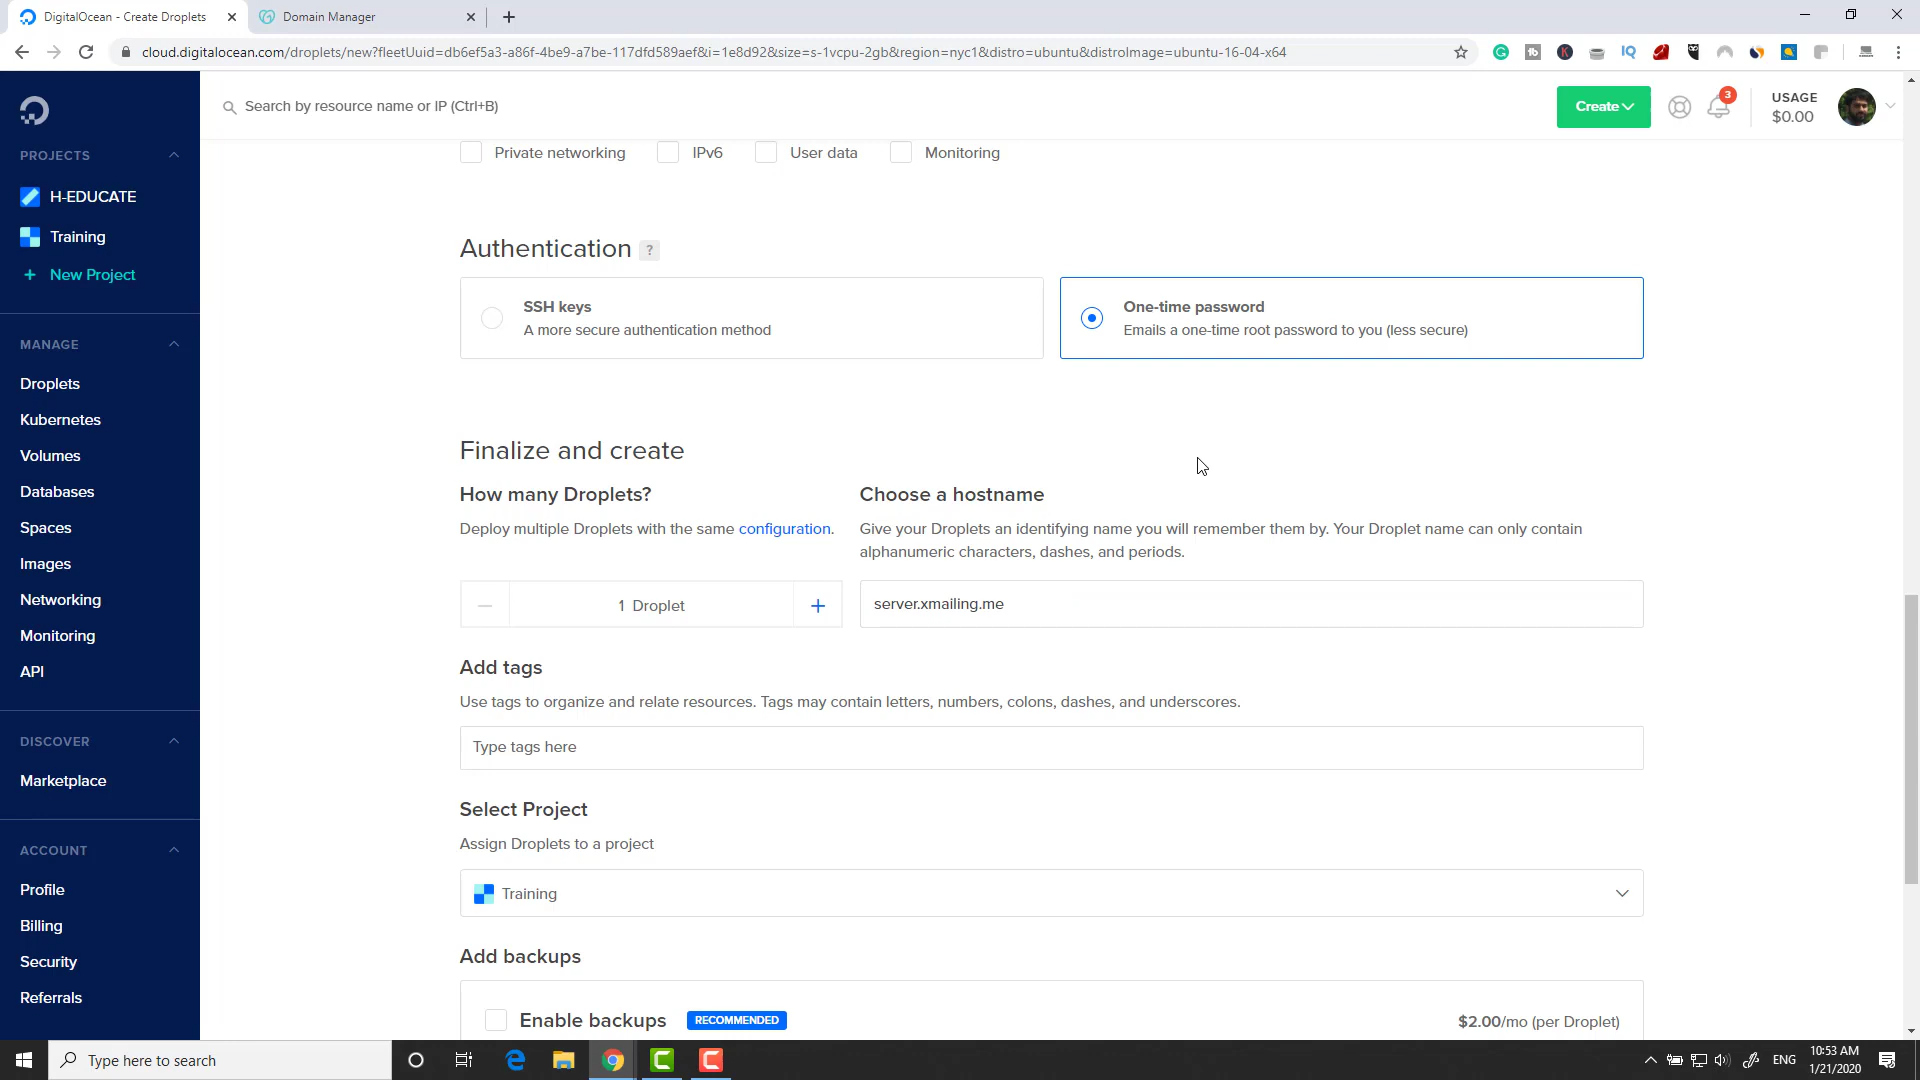 DigitalOcean - Create Droplets
Domain Manager
cloud.digitalocean.com/droplets/new?fleetUuid=db6ef5a3-a86f-4be9-a7be-117dfd589aef&i=1e8d92&size=s-1vcpu-2gb&region=nyc1&distro=ubuntu&distroImage=ubuntu-16-04-x64
Search by resource name or IP (Ctrl+B)
Create
3
USAGE
$0.00
PROJECTS
H-EDUCATE
Training
+ New Project
MANAGE
Droplets
Kubernetes
Volumes
Databases
Spaces
Images
Networking
Monitoring
API
DISCOVER
Marketplace
ACCOUNT
Profile
Billing
Security
Referrals
Private networking
IPv6
User data
Monitoring
Authentication ?
SSH keys
A more secure authentication method
One-time password
Emails a one-time root password to you (less secure)
Finalize and create
How many Droplets?
Deploy multiple Droplets with the same configuration.
1 Droplet
Choose a hostname
Give your Droplets an identifying name you will remember them by. Your Droplet name can only contain
alphanumeric characters, dashes, and periods.
server.xmailing.me
Add tags
Use tags to organize and relate resources. Tags may contain letters, numbers, colons, dashes, and underscores.
Type tags here
Select Project
Assign Droplets to a project
Training
Add backups
Enable backups
RECOMMENDED
$2.00/mo (per Droplet)
Type here to search
ENG
10:53 AM
1/21/2020